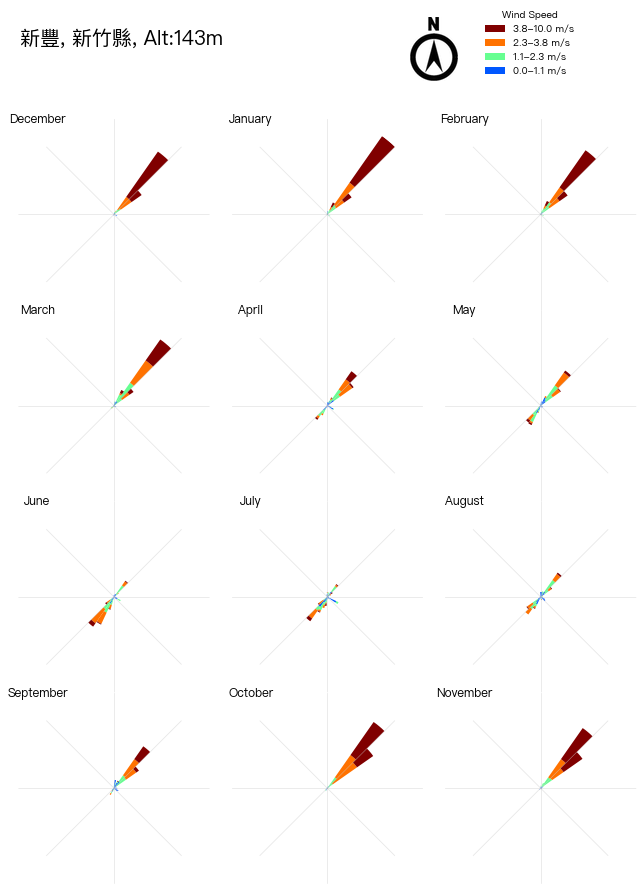 新豐, 新竹縣, Alt:143m
N
Wind Speed
3.8–10.0 m/s
2.3–3.8 m/s
1.1–2.3 m/s
0.0–1.1 m/s
December
January
February
March
April
May
June
July
August
September
October
November